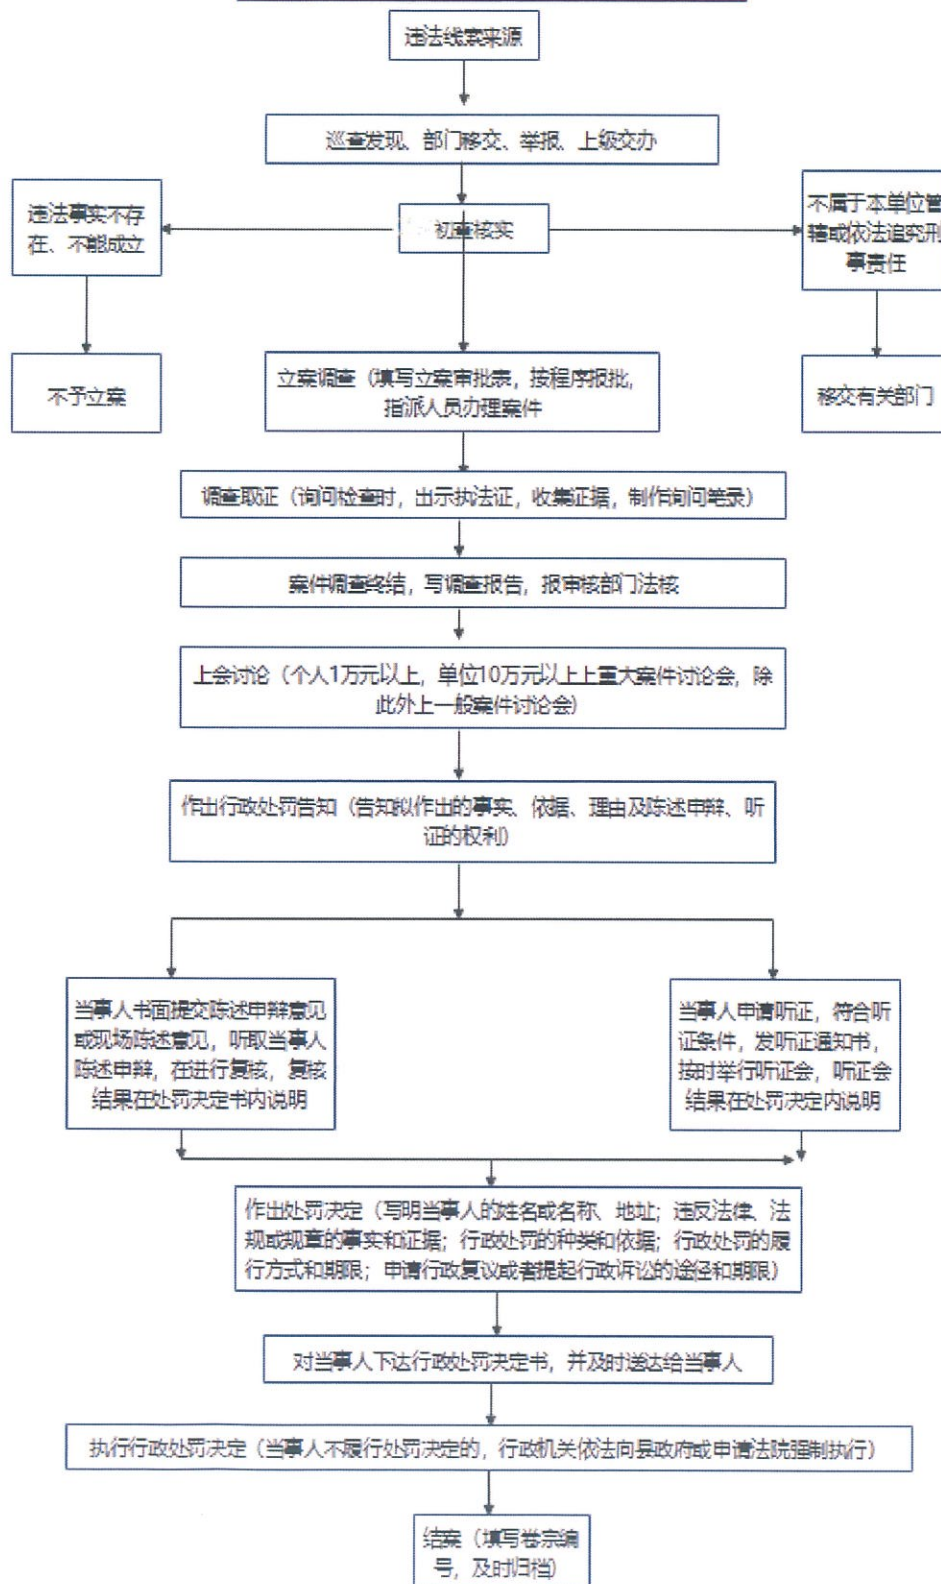 违法线索来源
巡查发现、部门移交、举报、上级交办
违法事实不存
在、不能成立
初查核实
不属于本单位管
辖或依法追究刑
事责任
不予立案
立案调查（填写立案审批表，按程序报批，
指派人员办理案件
移交有关部门
调查取证（询问检查时，出示执法证，收集证据，制作询问笔录）
案件调查终结，写调查报告，报审核部门法核
上会讨论（个人1万元以上，单位10万元以上上重大案件讨论会，除
此外上一般案件讨论会）
作出行政处罚告知（告知拟作出的事实、依据、理由及陈述申辩、听
证的权利）
当事人书面提交陈述申辩意见
或现场陈述意见，听取当事人
陈述申辩，在进行复核，复核
结果在处罚决定书内说明
当事人申请听证，符合听
证条件，发听证通知书，
按时举行听证会，听证会
结果在处罚决定内说明
作出处罚决定（写明当事人的姓名或名称、地址；违反法律、法
规或规章的事实和证据；行政处罚的种类和依据；行政处罚的履
行方式和期限；申请行政复议或者提起行政诉讼的途径和期限）
对当事人下达行政处罚决定书，并及时送达给当事人
执行行政处罚决定（当事人不履行处罚决定的，行政机关依法向县政府或申请法院强制执行）
结案（填写卷宗编
号，及时归档）